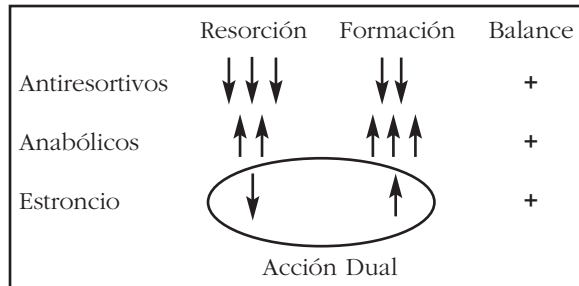 Resorción Formación Balance
Antiresortivos +
Anabólicos +
Estroncio +
Acción Dual